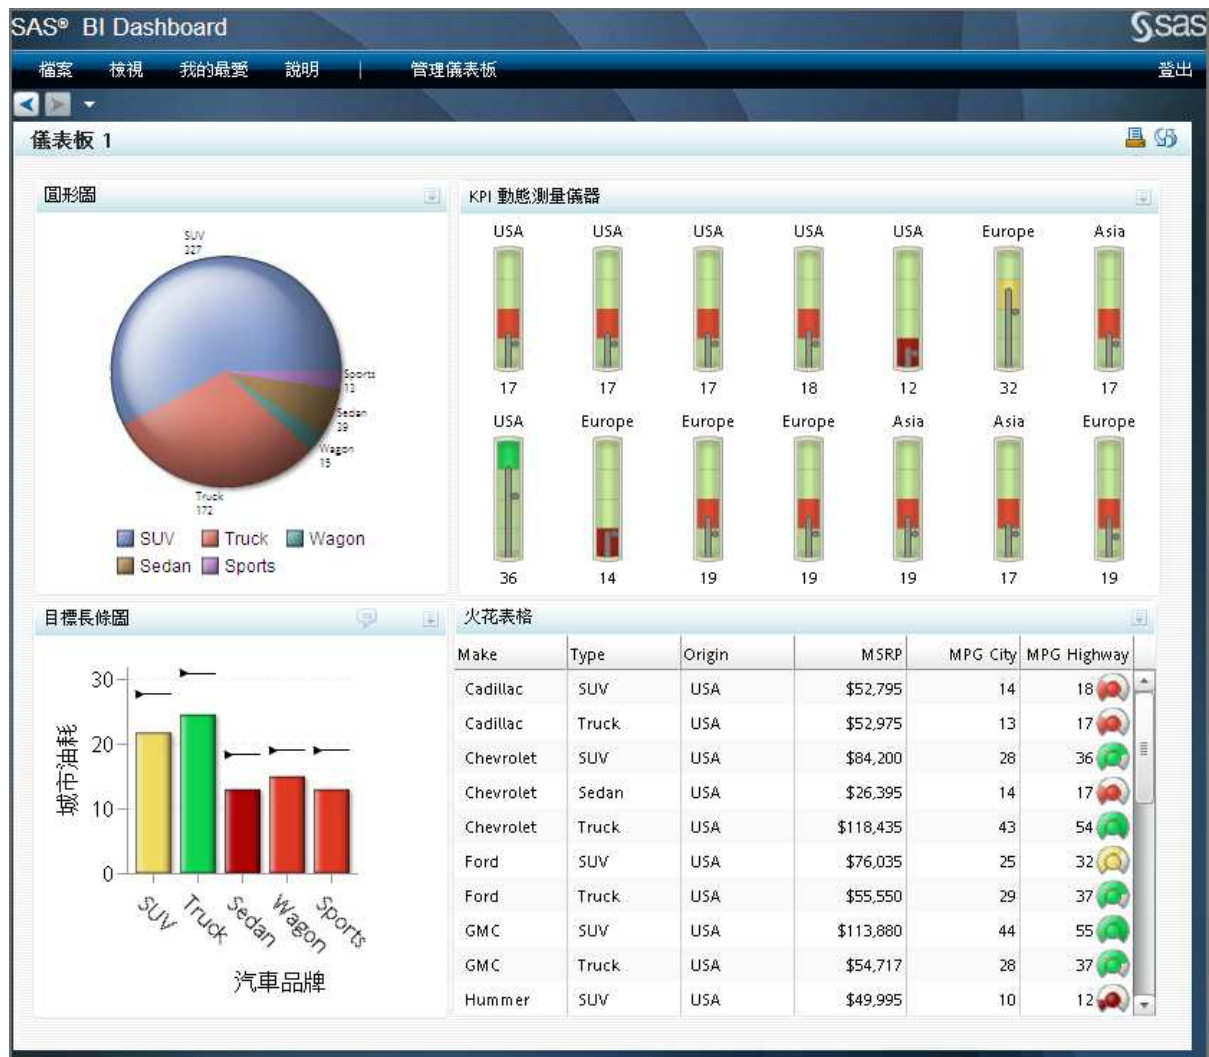 SAS® BI Dashboard
sas
檔案 檢視 我的最愛 說明 | 管理儀表板 登出
儀表板 1
圓形圖
SUV
327
Sports
13
Sedan
39
Wagon
15
Truck
172
SUV Truck Wagon
Sedan Sports
KPI 動態測量儀器
USA USA USA USA USA Europe Asia
17 17 17 18 12 32 17
USA Europe Europe Europe Asia Asia Europe
36 14 19 19 19 17 19
目標長條圖
城市油耗
30
20
10
0
SUV Truck Sedan Wagon Sports
汽車品牌
火花表格
Make Type Origin MSRP MPG City MPG Highway
Cadillac SUV USA $52,795 14 18
Cadillac Truck USA $52,975 13 17
Chevrolet SUV USA $84,200 28 36
Chevrolet Sedan USA $26,395 14 17
Chevrolet Truck USA $118,435 43 54
Ford SUV USA $76,035 25 32
Ford Truck USA $55,550 29 37
GMC SUV USA $113,880 44 55
GMC Truck USA $54,717 28 37
Hummer SUV USA $49,995 10 12